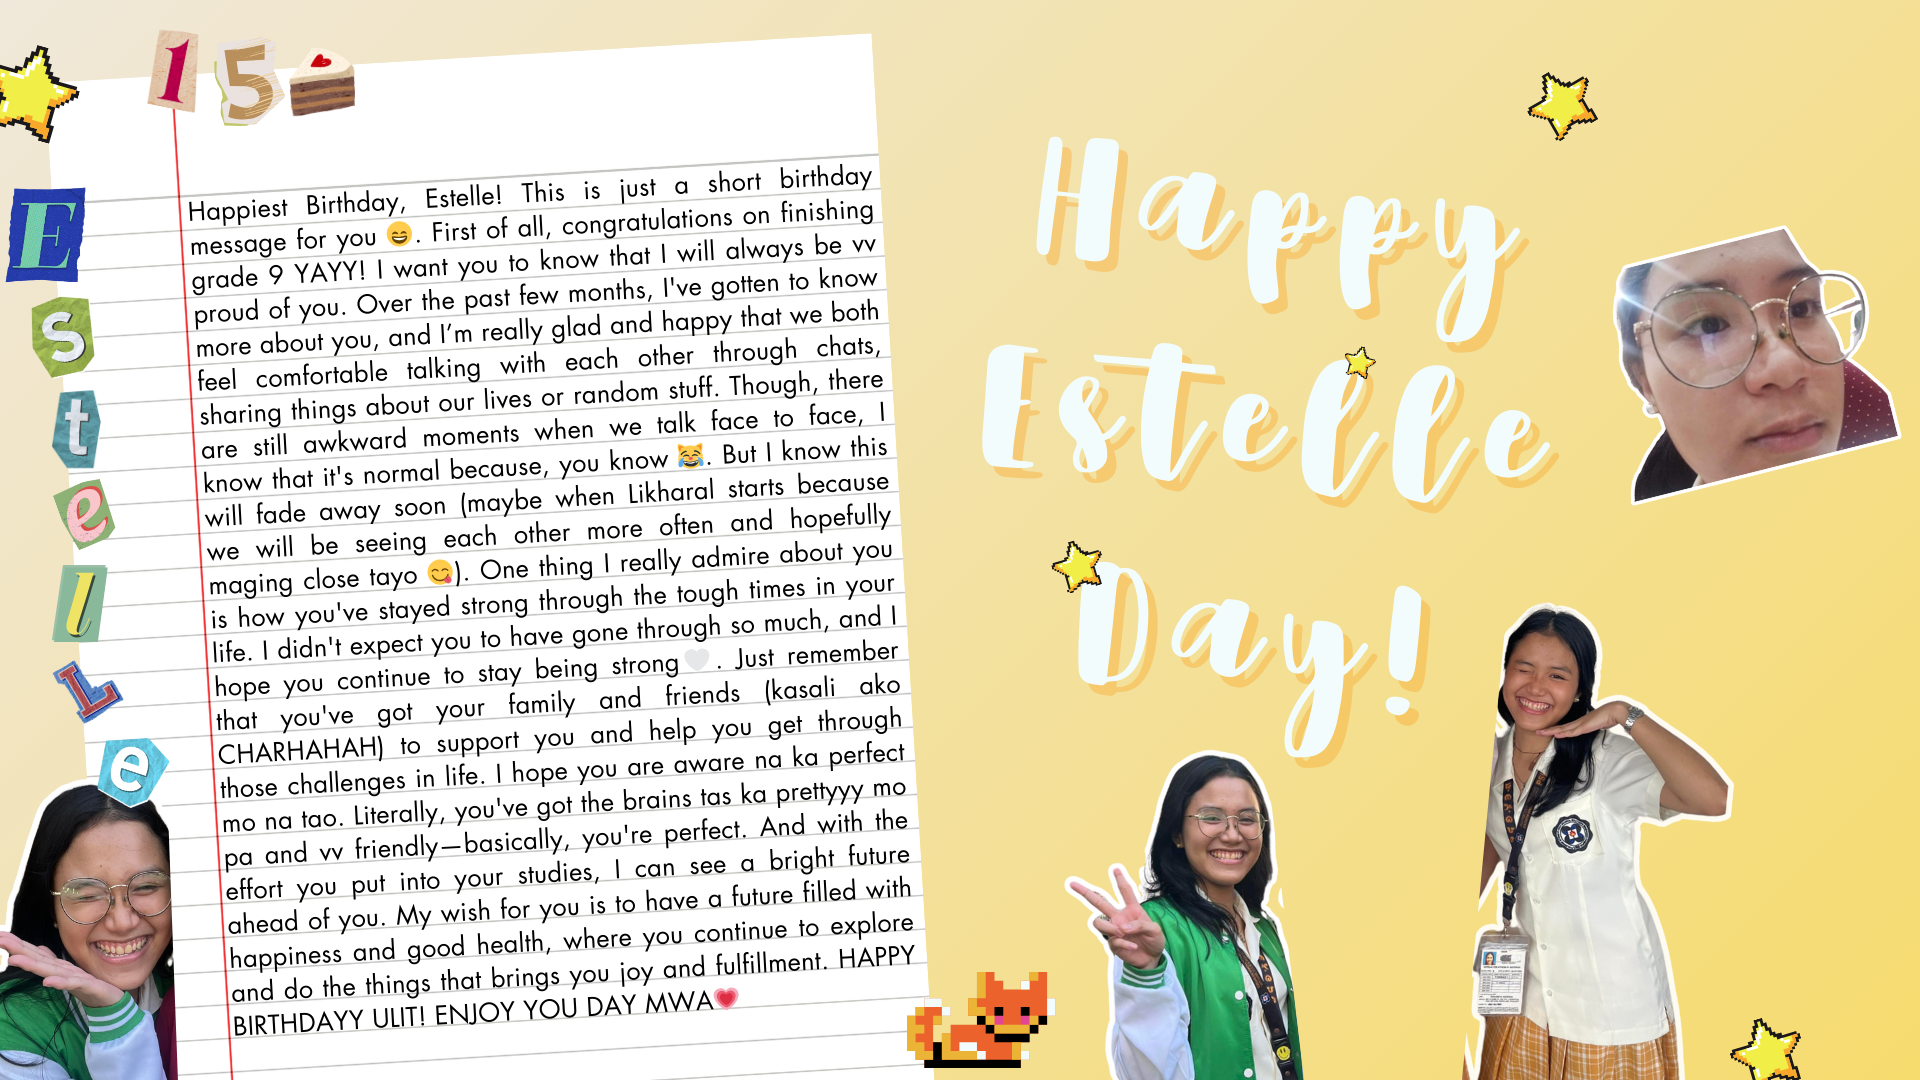 15
EstelLe
Happiest Birthday, Estelle! This is just a short birthday
message for you 😄. First of all, congratulations on finishing
grade 9 YAYY! I want you to know that I will always be vv
proud of you. Over the past few months, I've gotten to know
more about you, and I’m really glad and happy that we both
feel comfortable talking with each other through chats,
sharing things about our lives or random stuff. Though, there
are still awkward moments when we talk face to face, I
know that it's normal because, you know 😹. But I know this
will fade away soon (maybe when Likharal starts because
we will be seeing each other more often and hopefully
maging close tayo 😋). One thing I really admire about you
is how you've stayed strong through the tough times in your
life. I didn't expect you to have gone through so much, and I
hope you continue to stay being strong🤍. Just remember
that you've got your family and friends (kasali ako
CHARHAHAH) to support you and help you get through
those challenges in life. I hope you are aware na ka perfect
mo na tao. Literally, you've got the brains tas ka prettyyy mo
pa and vv friendly—basically, you're perfect. And with the
effort you put into your studies, I can see a bright future
ahead of you. My wish for you is to have a future filled with
happiness and good health, where you continue to explore
and do the things that brings you joy and fulfillment. HAPPY
BIRTHDAYY ULIT! ENJOY YOU DAY MWA💗
Happy
Estelle
Day!